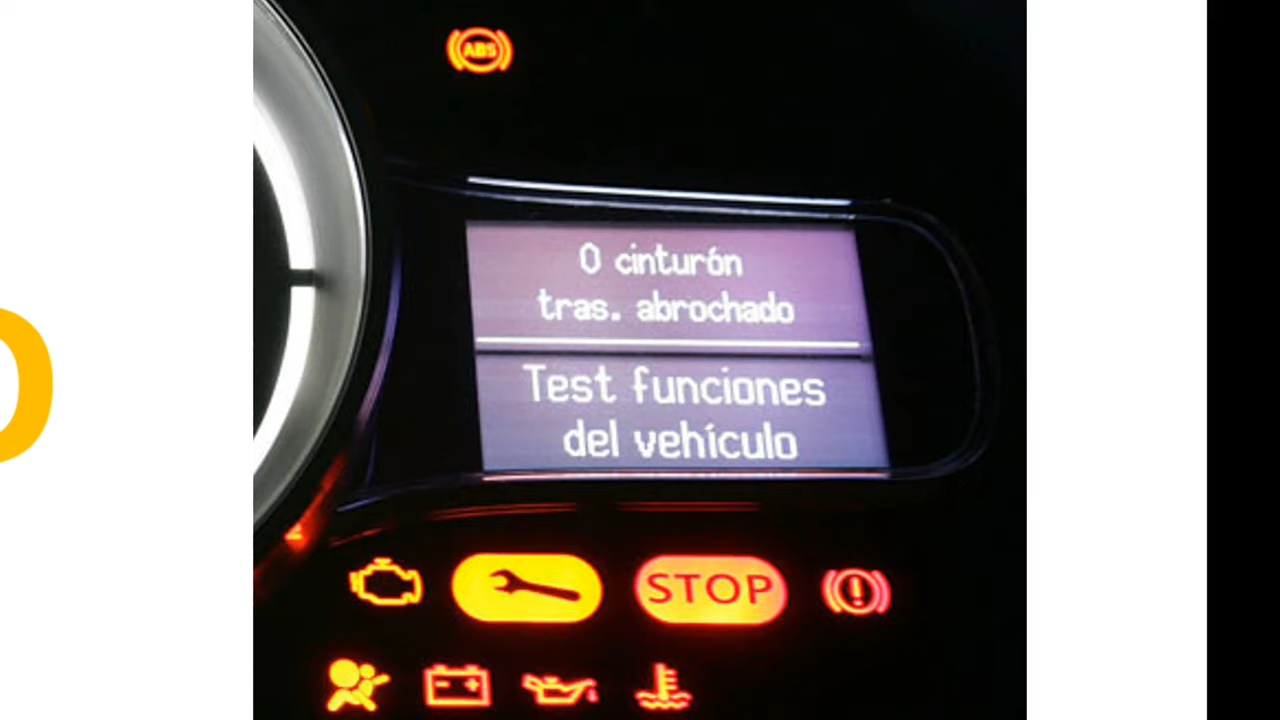 ABS
0 cinturón
tras. abrochado
Test funciones
del vehículo
STOP